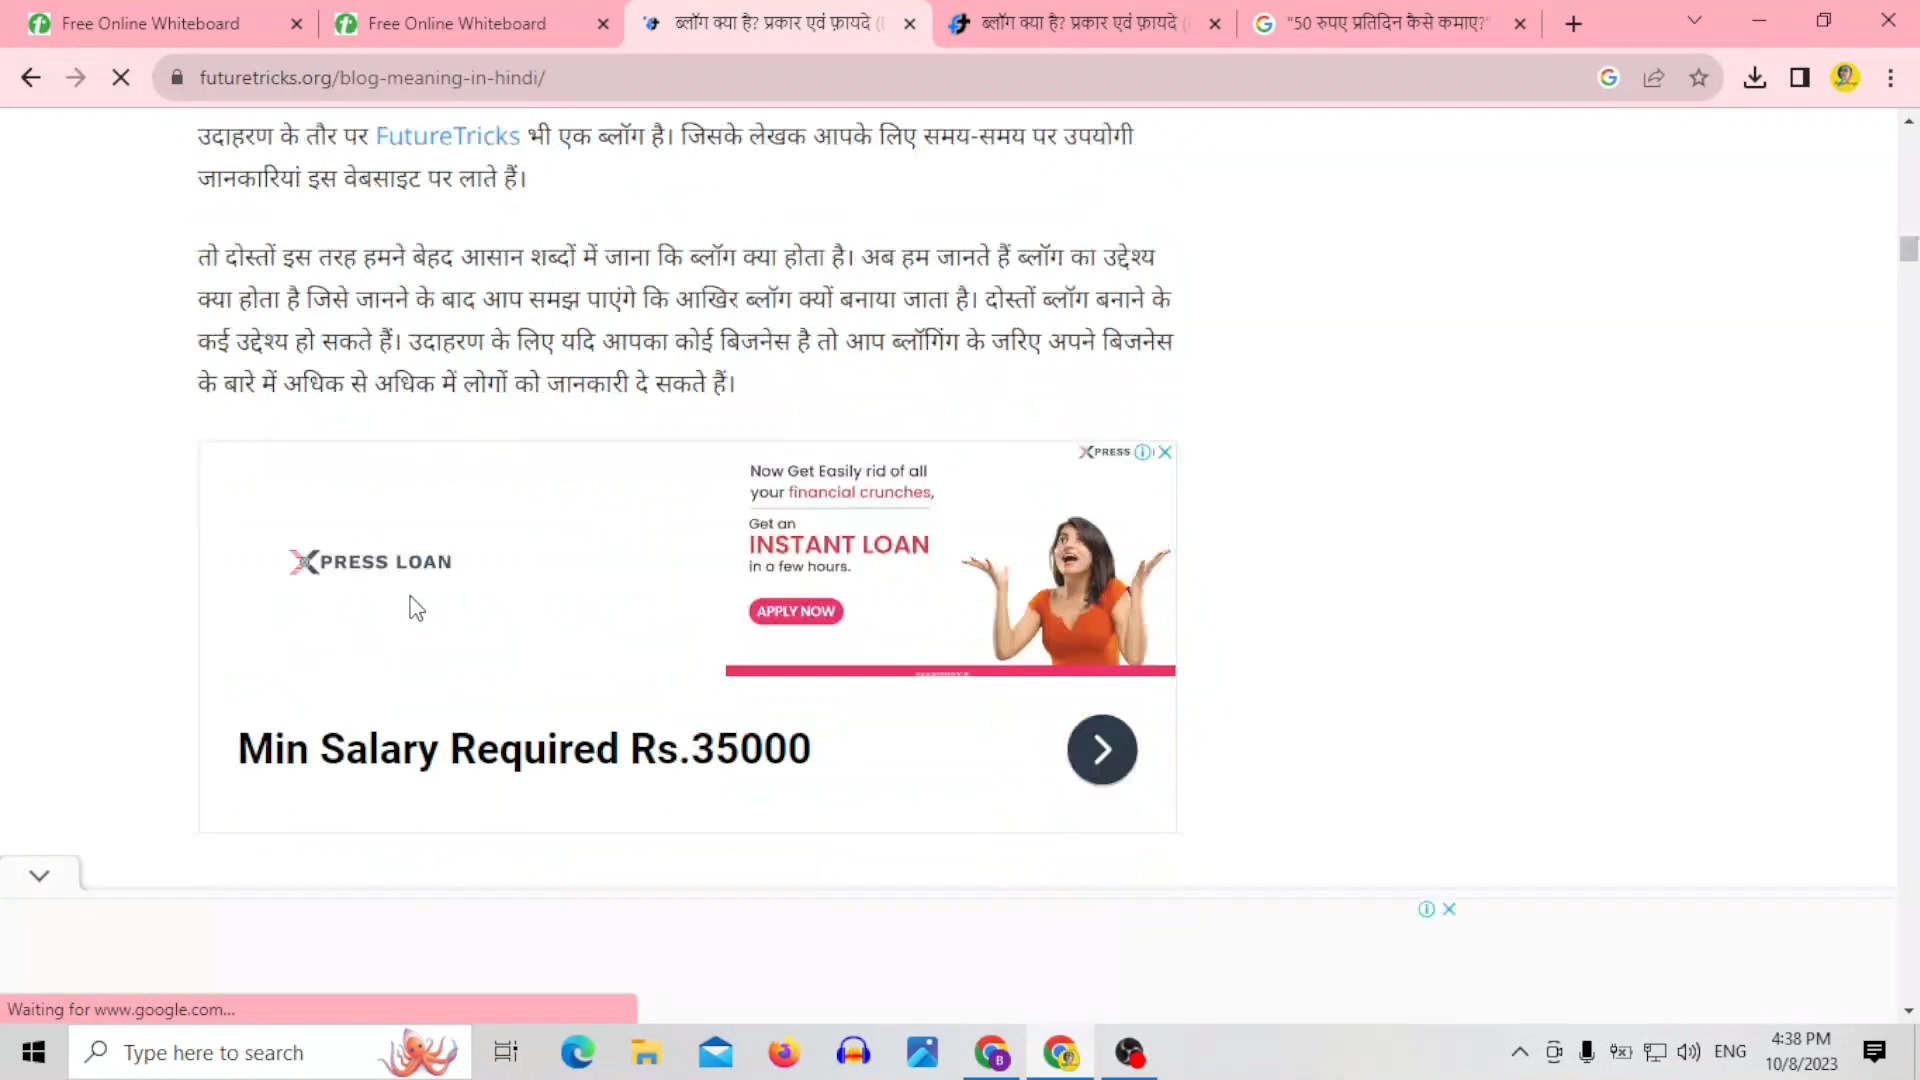 Free Online Whiteboard
Free Online Whiteboard
ब्लॉग क्या है? प्रकार एवं फ़ायदे (
ब्लॉग क्या है? प्रकार एवं फ़ायदे (
"50 रुपए प्रतिदिन कैसे कमाए?"
futuretricks.org/blog-meaning-in-hindi/
उदाहरण के तौर पर FutureTricks भी एक ब्लॉग है। जिसके लेखक आपके लिए समय-समय पर उपयोगी
जानकारियां इस वेबसाइट पर लाते हैं।
तो दोस्तों इस तरह हमने बेहद आसान शब्दों में जाना कि ब्लॉग क्या होता है। अब हम जानते हैं ब्लॉग का उद्देश्य
क्या होता है जिसे जानने के बाद आप समझ पाएंगे कि आखिर ब्लॉग क्यों बनाया जाता है। दोस्तों ब्लॉग बनाने के
कई उद्देश्य हो सकते हैं। उदाहरण के लिए यदि आपका कोई बिजनेस है तो आप ब्लॉगिंग के जरिए अपने बिजनेस
के बारे में अधिक से अधिक में लोगों को जानकारी दे सकते हैं।
XPRESS
Now Get Easily rid of all
your financial crunches,
Get an
INSTANT LOAN
in a few hours.
APPLY NOW
XPRESS LOAN
Min Salary Required Rs.35000
Waiting for www.google.com...
Type here to search
B
ENG
4:38 PM
10/8/2023